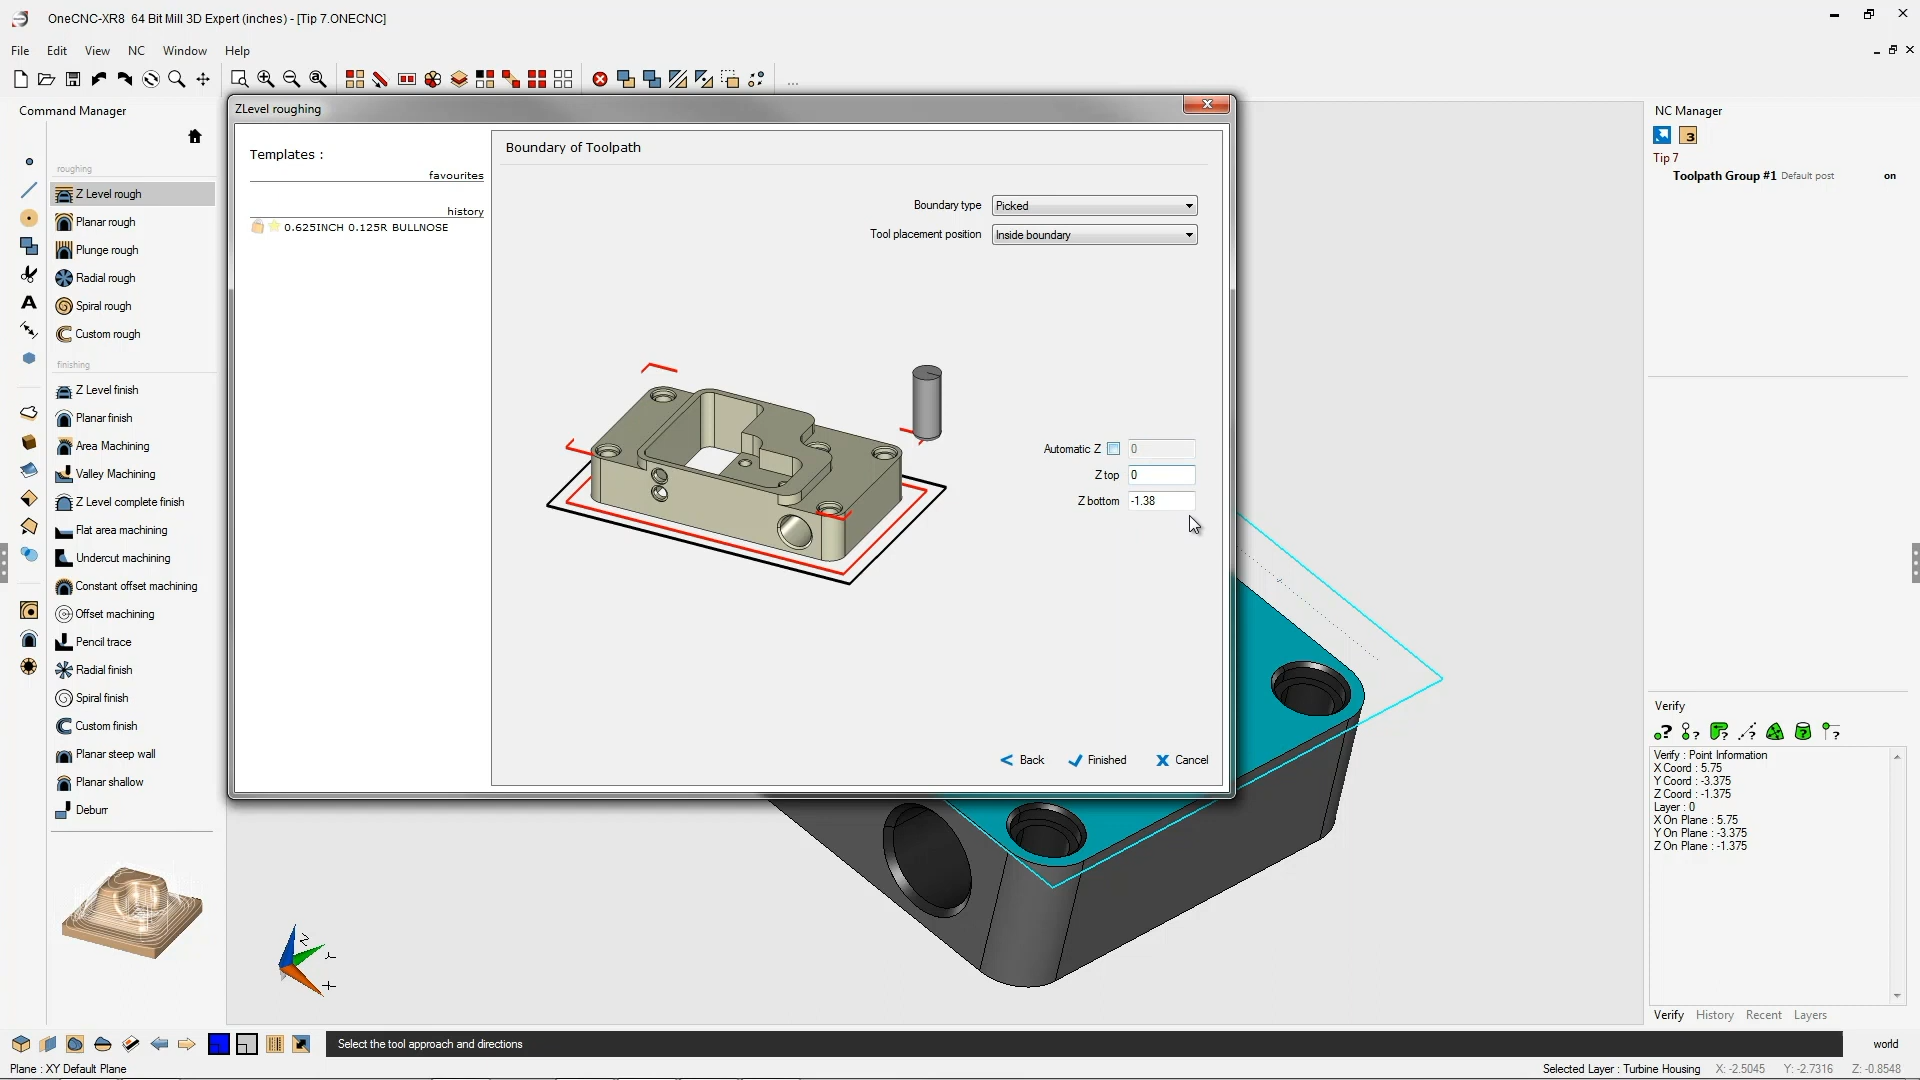 OneCNC-XR8 64 Bit Mill 3D Expert (inches) - [Tip 7.ONECNC]
File Edit View NC Window Help
Command Manager
roughing
Z Level rough
Planar rough
Plunge rough
Radial rough
Spiral rough
Custom rough
finishing
Z Level finish
Planar finish
Area Machining
Valley Machining
Z Level complete finish
Flat area machining
Undercut machining
Constant offset machining
Offset machining
Pencil trace
Radial finish
Spiral finish
Custom finish
Planar steep wall
Planar shallow
Deburr
ZLevel roughing
Templates :
favourites
history
0.625INCH 0.125R BULLNOSE
Boundary of Toolpath
Boundary type Picked
Tool placement position Inside boundary
Automatic Z 0
Z top 0
Z bottom -1.38
Back Finished Cancel
NC Manager
3
Tip 7
Toolpath Group #1 Default post on
Verify
Verify : Point Information
X Coord : 5.75
Y Coord : -3.375
Z Coord : -1.375
Layer : 0
X On Plane : 5.75
Y On Plane : -3.375
Z On Plane : -1.375
Verify History Recent Layers
Select the tool approach and directions
world
Plane : XY Default Plane
Selected Layer : Turbine Housing X: -2.5045 Y: -2.7316 Z: -0.8548